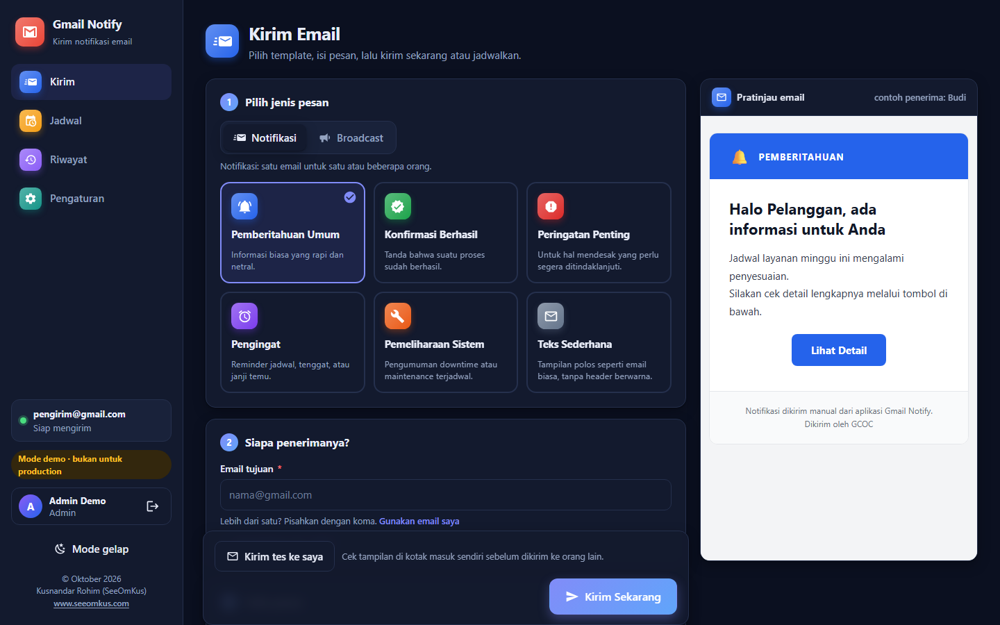 Gmail Notify
Kirim notifikasi email
Kirim
Jadwal
Riwayat
Pengaturan
pengirim@gmail.com
Siap mengirim
Mode demo · bukan untuk
production
A
Admin Demo
Admin
Mode gelap
© Oktober 2026
Kusnandar Rohim (SeeOmKus)
www.seeomkus.com
Kirim Email
Pilih template, isi pesan, lalu kirim sekarang atau jadwalkan.
1 Pilih jenis pesan
Notifikasi Broadcast
Notifikasi: satu email untuk satu atau beberapa orang.
Pemberitahuan Umum
Informasi biasa yang rapi dan
netral.
Konfirmasi Berhasil
Tanda bahwa suatu proses
sudah berhasil.
Peringatan Penting
Untuk hal mendesak yang perlu
segera ditindaklanjuti.
Pengingat
Reminder jadwal, tenggat, atau
janji temu.
Pemeliharaan Sistem
Pengumuman downtime atau
maintenance terjadwal.
Teks Sederhana
Tampilan polos seperti email
biasa, tanpa header berwarna.
2 Siapa penerimanya?
Email tujuan *
nama@gmail.com
Lebih dari satu? Pisahkan dengan koma. Gunakan email saya
Kirim tes ke saya
Cek tampilan di kotak masuk sendiri sebelum dikirim ke orang lain.
Kirim Sekarang
Pratinjau email
contoh penerima: Budi
PEMBERITAHUAN
Halo Pelanggan, ada
informasi untuk Anda
Jadwal layanan minggu ini mengalami
penyesuaian.
Silakan cek detail lengkapnya melalui tombol di
bawah.
Lihat Detail
Notifikasi dikirim manual dari aplikasi Gmail Notify.
Dikirim oleh GCOC